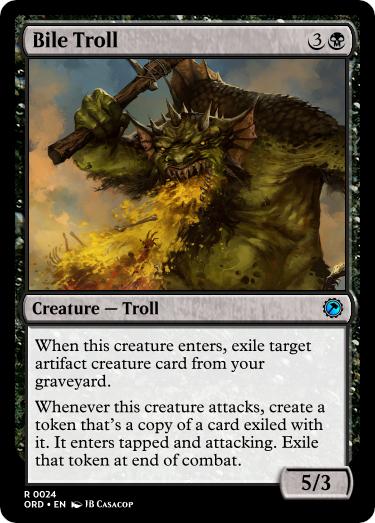 Bile Troll 3
Creature — Troll
When this creature enters, exile target
artifact creature card from your
graveyard.
Whenever this creature attacks, create a
token that's a copy of a card exiled with
it. It enters tapped and attacking. Exile
that token at end of combat.
5/3
R 0024
ORD • EN JB Casacop